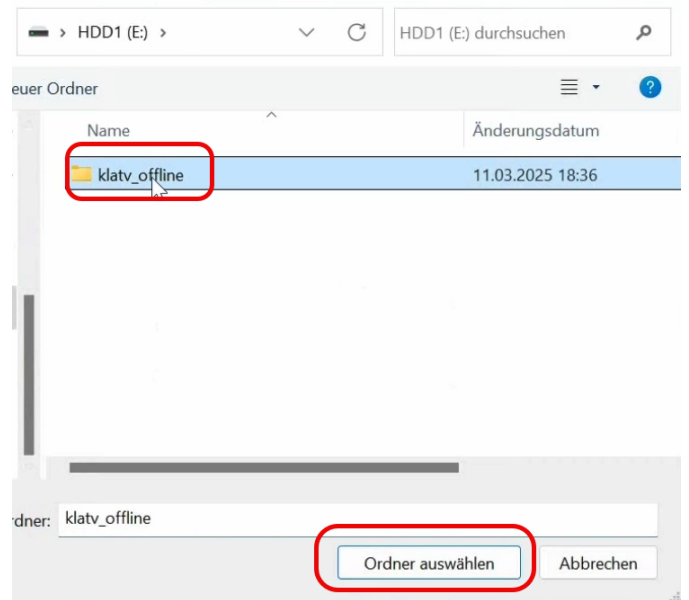 HDD1 (E:)
HDD1 (E:) durchsuchen
euer Ordner
?
Name Änderungsdatum
klatv_offline 11.03.2025 18:36
rdner: klatv_offline
Ordner auswählen Abbrechen